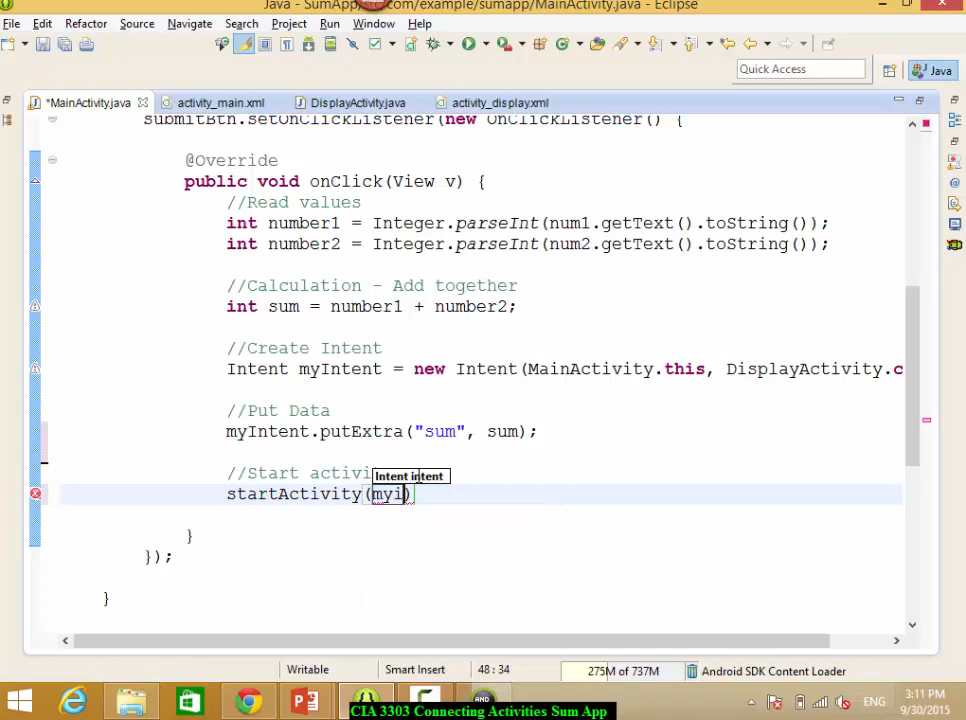 Java - SumApp/src/com/example/sumapp/MainActivity.java - Eclipse
File Edit Refactor Source Navigate Search Project Run Window Help
Quick Access
Java
*MainActivity.java activity_main.xml DisplayActivity.java activity_display.xml
submitBtn.setOnClickListener(new OnClickListener() {
@Override
public void onClick(View v) {
//Read values
int number1 = Integer.parseInt(num1.getText().toString());
int number2 = Integer.parseInt(num2.getText().toString());
//Calculation - Add together
int sum = number1 + number2;
//Create Intent
Intent myIntent = new Intent(MainActivity.this, DisplayActivity.c
//Put Data
myIntent.putExtra("sum", sum);
//Start activi
Intent intent
startActivity(myi)
}
});
}
Writable Smart Insert 48 : 34 275M of 737M Android SDK Content Loader
ENG
3:11 PM
9/30/2015
CIA 3303 Connecting Activities Sum App